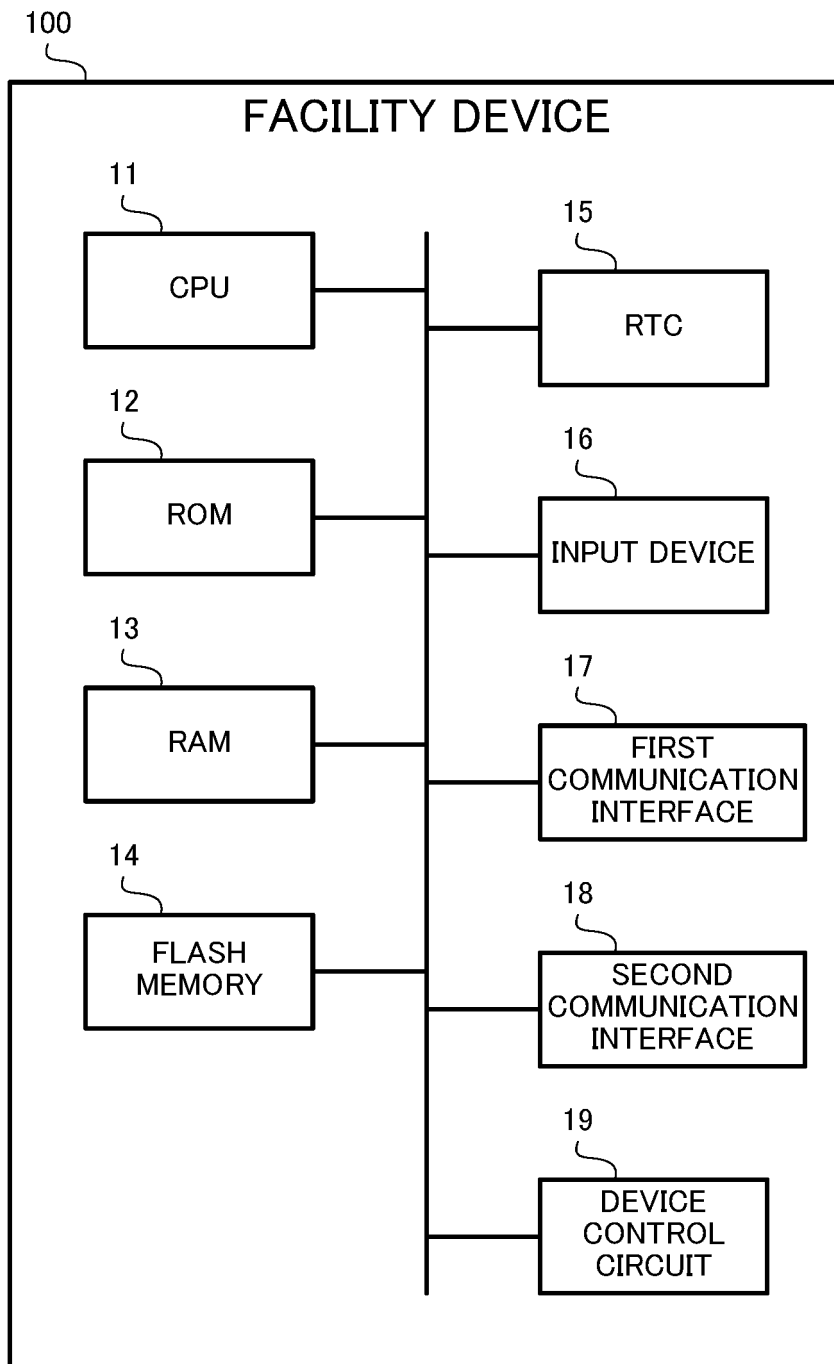 100
FACILITY DEVICE
11
CPU
12
ROM
13
RAM
14
FLASH
MEMORY
15
RTC
16
INPUT DEVICE
17
FIRST
COMMUNICATION
INTERFACE
18
SECOND
COMMUNICATION
INTERFACE
19
DEVICE
CONTROL
CIRCUIT